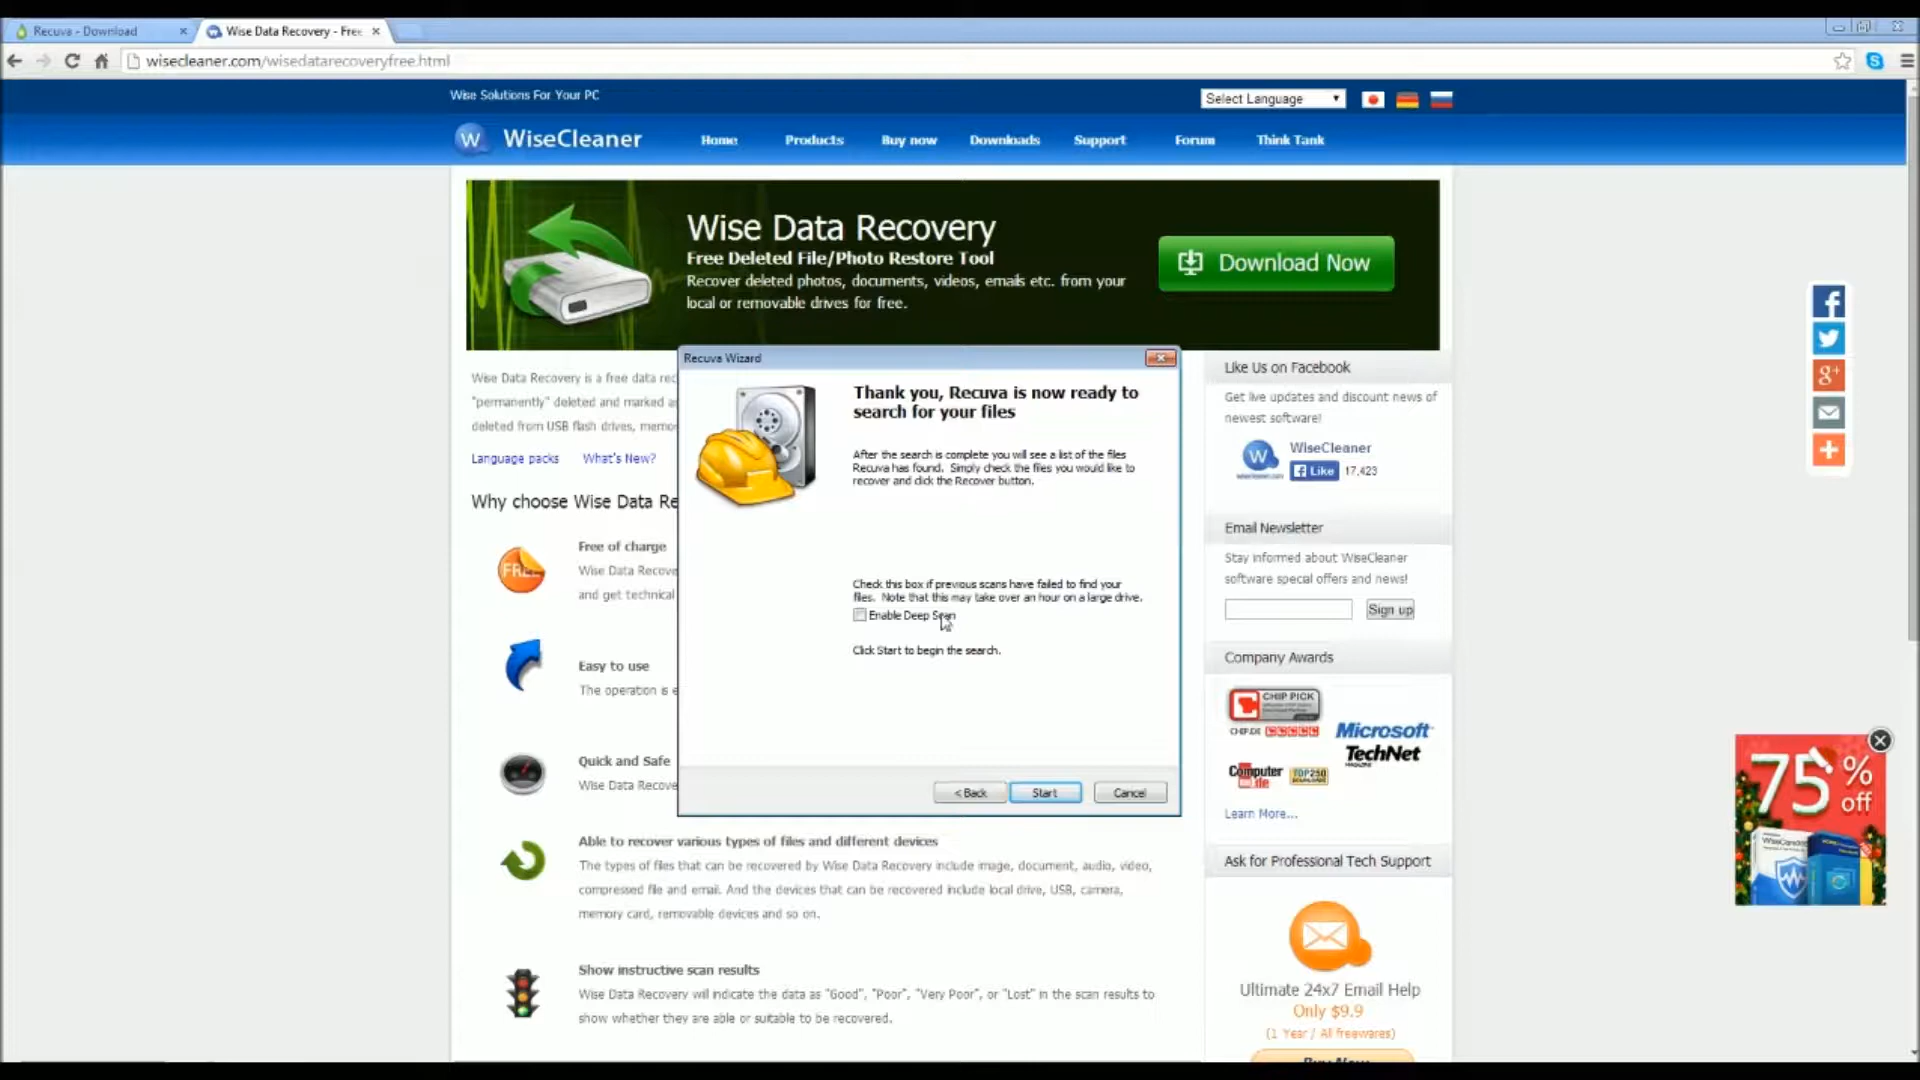 Recuva - Download
Wise Data Recovery - Free
wisecleaner.com/wisedatarecoveryfree.html
Wise Solutions For Your PC
Select Language
W WiseCleaner
Home Products Buy now Downloads Support Forum Think Tank
Wise Data Recovery
Free Deleted File/Photo Restore Tool
Recover deleted photos, documents, videos, emails etc. from your
local or removable drives for free.
Download Now
Wise Data Recovery is a free data rec
"permanently" deleted and marked a
deleted from USB flash drives, memo
Language packs What's New?
Why choose Wise Data Re
Free of charge
FREE
Wise Data Recove
and get technical
Easy to use
The operation is e
Quick and Safe
Wise Data Recove
Recuva Wizard
Thank you, Recuva is now ready to
search for your files
After the search is complete you will see a list of the files
Recuva has found. Simply check the files you would like to
recover and click the Recover button.
Check this box if previous scans have failed to find your
files. Note that this may take over an hour on a large drive.
Enable Deep Scan
Click Start to begin the search.
< Back Start Cancel
Able to recover various types of files and different devices
The types of files that can be recovered by Wise Data Recovery include image, document, audio, video,
compressed file and email. And the devices that can be recovered include local drive, USB, camera,
memory card, removable devices and so on.
Show instructive scan results
Wise Data Recovery will indicate the data as "Good", "Poor", "Very Poor", or "Lost" in the scan results to
show whether they are able or suitable to be recovered.
Like Us on Facebook
Get live updates and discount news of
newest software!
WiseCleaner
Like 17,423
Email Newsletter
Stay informed about WiseCleaner
software special offers and news!
Sign up
Company Awards
CHIP PICK
CHIP.DE
Microsoft
TechNet
Computer
de
TOP250
Learn More...
Ask for Professional Tech Support
Ultimate 24x7 Email Help
Only $9.9
(1 Year / All freewares)
Buy Now
75%
off